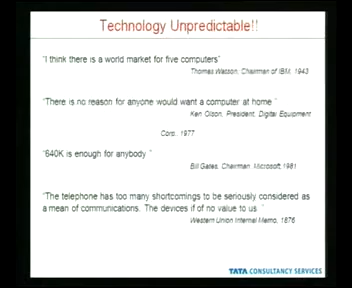 Technology Unpredictable!!
"I think there is a world market for five computers"
Thomas Watson, Chairman of IBM, 1943
"There is no reason for anyone would want a computer at home "
Ken Olson, President, Digital Equipment
Corp., 1977
"640K is enough for anybody "
Bill Gates, Chairman, Microsoft,1981
"The telephone has too many shortcomings to be seriously considered as
a mean of communications. The devices if of no value to us "
Western Union Internal Memo, 1876
TATA CONSULTANCY SERVICES